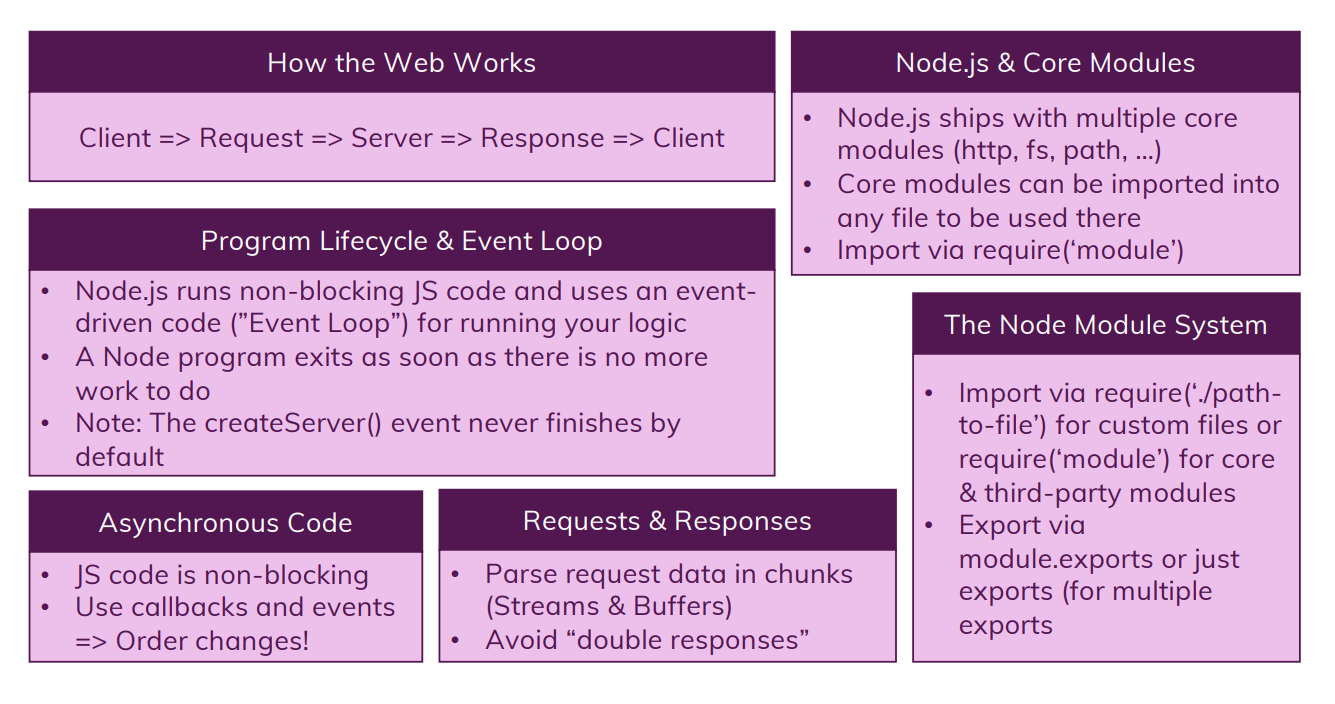 How the Web Works
Client => Request => Server => Response => Client
Node.js & Core Modules
• Node.js ships with multiple core
modules (http, fs, path, …)
• Core modules can be imported into
any file to be used there
• Import via require(‘module’)
Program Lifecycle & Event Loop
• Node.js runs non-blocking JS code and uses an event-
driven code (”Event Loop”) for running your logic
• A Node program exits as soon as there is no more
work to do
• Note: The createServer() event never finishes by
default
The Node Module System
• Import via require(‘./path-
to-file’) for custom files or
require(‘module’) for core
& third-party modules
• Export via
module.exports or just
exports (for multiple
exports
Asynchronous Code
• JS code is non-blocking
• Use callbacks and events
=> Order changes!
Requests & Responses
• Parse request data in chunks
(Streams & Buffers)
• Avoid “double responses”